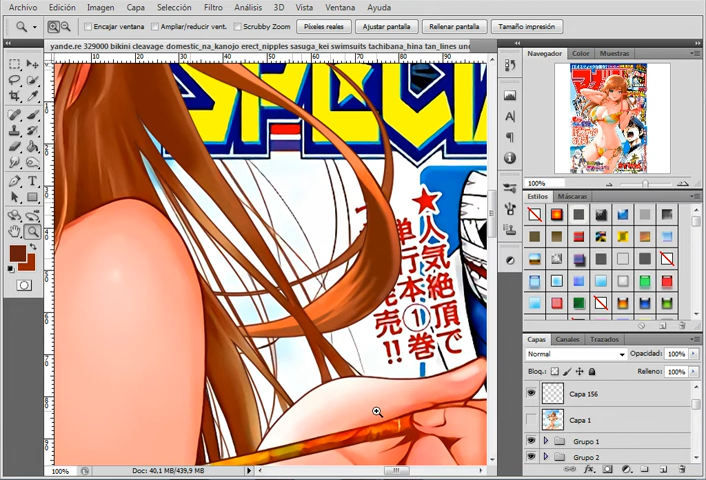 Archivo Edición Imagen Capa Selección Filtro Análisis 3D Vista Ventana Ayuda
Encajar ventana Ampliar/reducir vent. Scrubby Zoom Píxeles reales Ajustar pantalla Rellenar pantalla Tamaño impresión
yande.re 329000 bikini cleavage domestic_na_kanojo erect_nipples sasuga_kei swimsuits tachibana_hina tan_lines und
Navegador Color Muestras
100%
Estilos Máscaras
Capas Canales Trazados
Normal Opacidad: 100%
Bloq.: Relleno: 100%
Capa 156
Capa 1
Grupo 1
Grupo 2
100% Doc: 40,1 MB/439,9 MB
SPECIA
★人気絶頂で
単行本①巻
発売!!